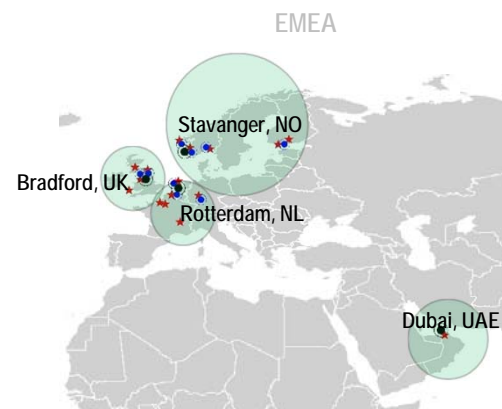 EMEA
Stavanger, NO
Bradford, UK
Rotterdam, NL
Dubai, UAE